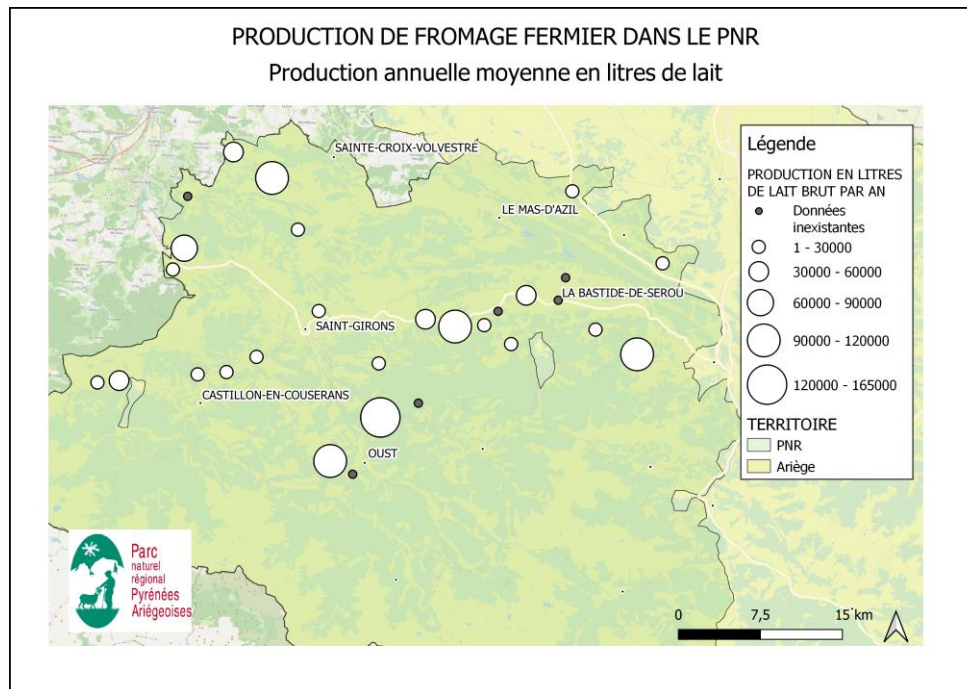 PRODUCTION DE FROMAGE FERMIER DANS LE PNR
Production annuelle moyenne en litres de lait
SAINTE-CROIX-VOLVESTRE
LE MAS-D'AZIL
LA BASTIDE-DE-SEROU
SAINT-GIRONS
CASTILLON-EN-COUSERANS
OUST
Légende
PRODUCTION EN LITRES
DE LAIT BRUT PAR AN
Données
inexistantes
1 - 30000
30000 - 60000
60000 - 90000
90000 - 120000
120000 - 165000
TERRITOIRE
PNR
Ariège
Parc
naturel
régional
Pyrénées
Ariégeoises
0 7,5 15 km